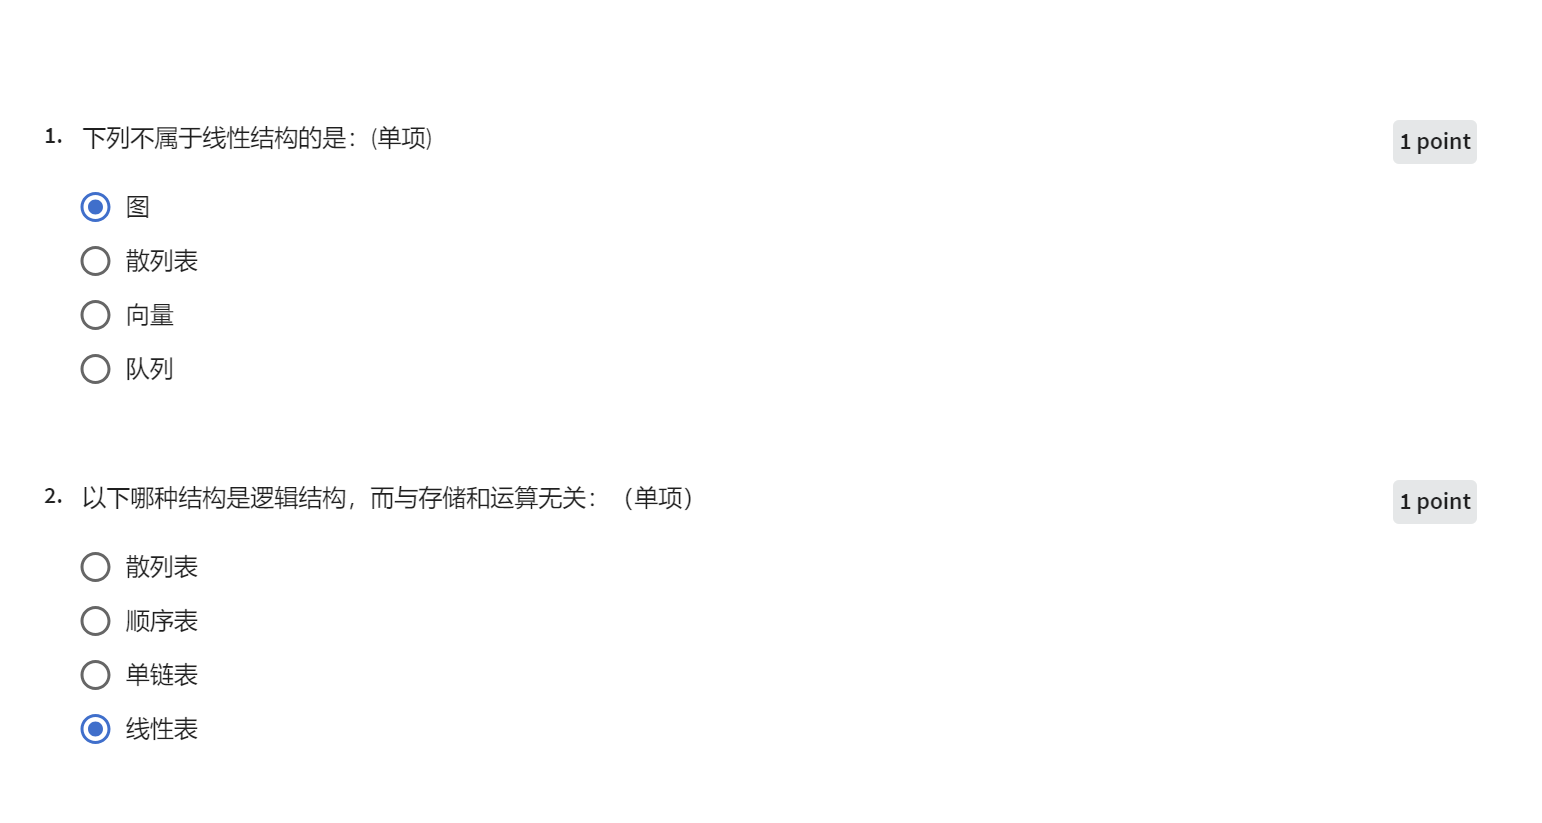 1. 下列不属于线性结构的是：(单项)
1 point
图
散列表
向量
队列
2. 以下哪种结构是逻辑结构，而与存储和运算无关：（单项）
1 point
散列表
顺序表
单链表
线性表